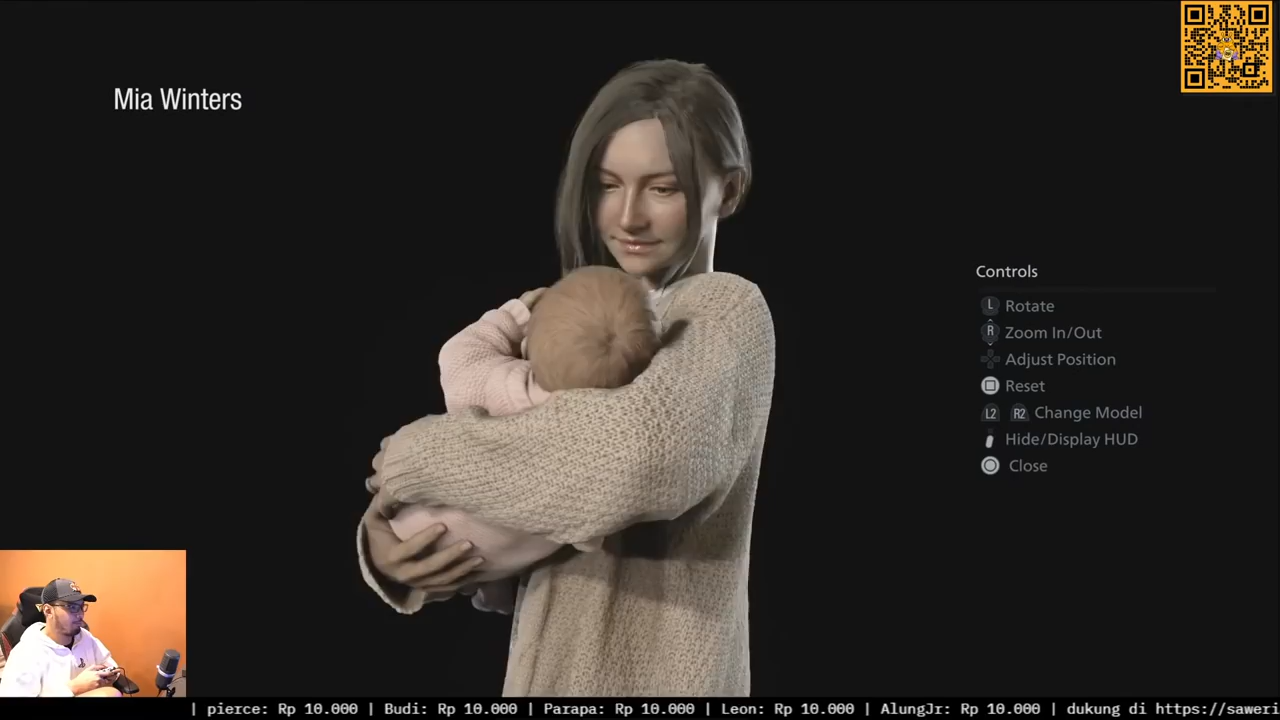 Mia Winters
Controls
L Rotate
R Zoom In/Out
Adjust Position
Reset
L2 R2 Change Model
Hide/Display HUD
Close
| pierce: Rp 10.000 | Budi: Rp 10.000 | Parapa: Rp 10.000 | Leon: Rp 10.000 | AlungJr: Rp 10.000 | dukung di https://saweri